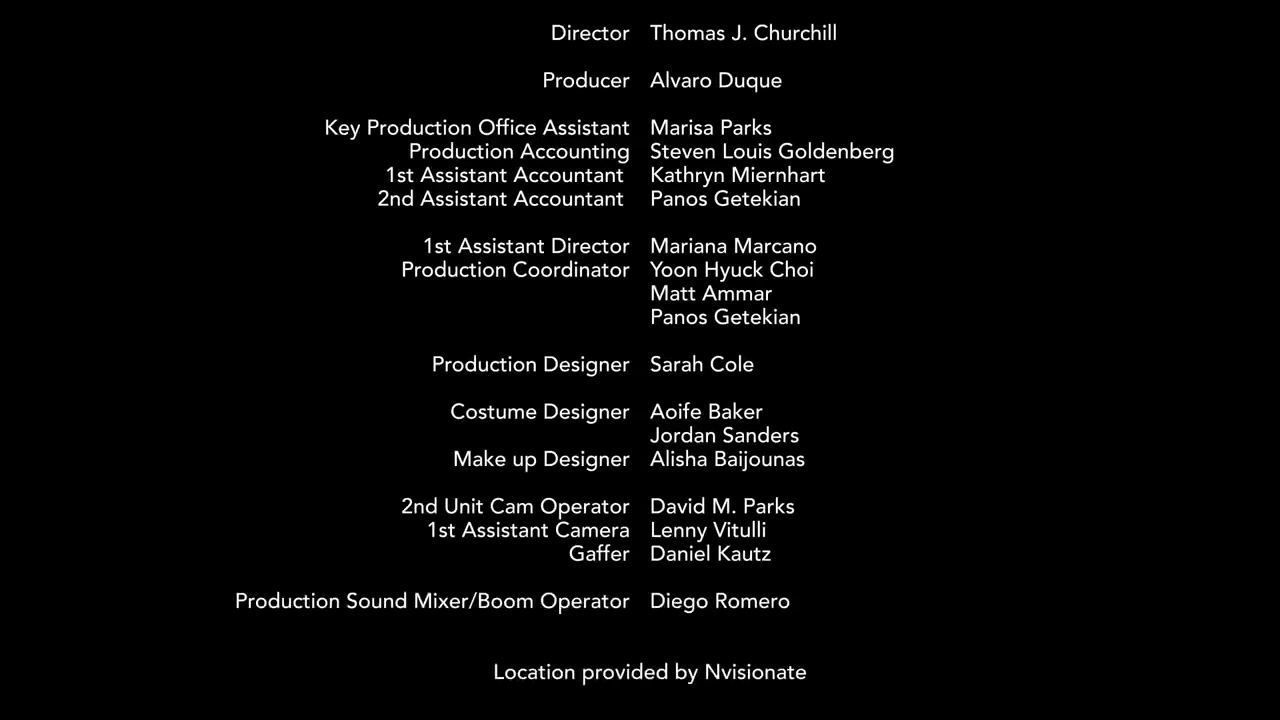 Director Thomas J. Churchill
Producer Alvaro Duque
Key Production Office Assistant Marisa Parks
Production Accounting Steven Louis Goldenberg
1st Assistant Accountant Kathryn Miernhart
2nd Assistant Accountant Panos Getekian
1st Assistant Director Mariana Marcano
Production Coordinator Yoon Hyuck Choi
Matt Ammar
Panos Getekian
Production Designer Sarah Cole
Costume Designer Aoife Baker
Jordan Sanders
Make up Designer Alisha Baijounas
2nd Unit Cam Operator David M. Parks
1st Assistant Camera Lenny Vitulli
Gaffer Daniel Kautz
Production Sound Mixer/Boom Operator Diego Romero
Location provided by Nvisionate